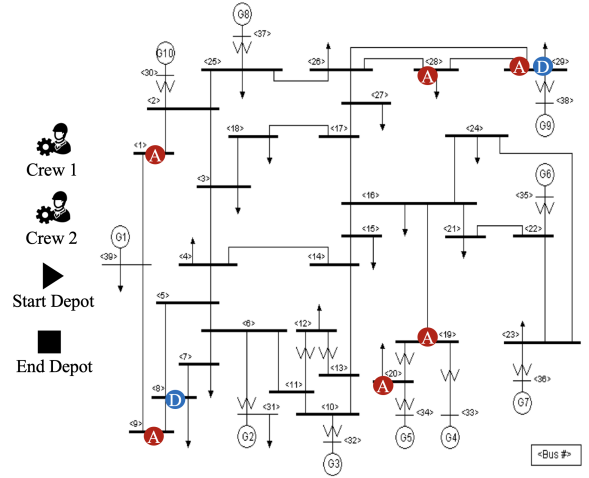 G8
<37>
G10
<25>
<26>
<28>
A
A
D
<29>
<30>
<2>
<27>
<38>
G9
<18>
<17>
<24>
<1>
A
Crew 1
<3>
<16>
G6
<35>
Crew 2
G1
<15>
<21>
<22>
<39>
<4>
<14>
Start Depot
<5>
<6>
<12>
A
<19>
<23>
End Depot
<7>
<13>
<20>
A
<36>
<8>
D
<11>
G7
<9>
A
<31>
<10>
<34>
<33>
G2
<32>
G5
G4
G3
<Bus #>